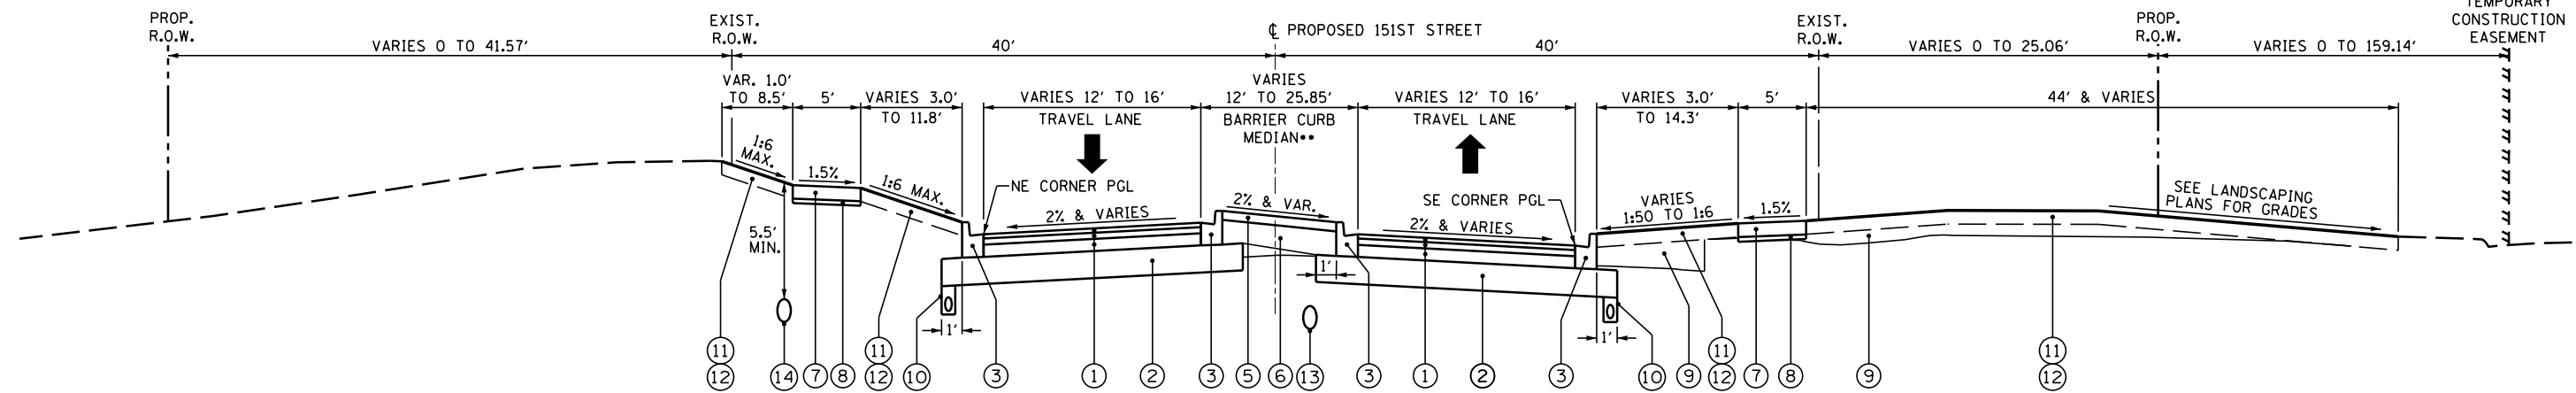 TEMPORARY
CONSTRUCTION
EASEMENT
PROP.
R.O.W.
EXIST.
R.O.W.
℄ PROPOSED 151ST STREET
EXIST.
R.O.W.
PROP.
R.O.W.
VARIES 0 TO 41.57'
40'
40'
VARIES 0 TO 25.06'
VARIES 0 TO 159.14'
VAR. 1.0'
TO 8.5'
5'
VARIES 3.0'
TO 11.8'
VARIES 12' TO 16'
TRAVEL LANE
VARIES
12' TO 25.85'
BARRIER CURB
MEDIAN••
VARIES 12' TO 16'
TRAVEL LANE
VARIES 3.0'
TO 14.3'
5'
44' & VARIES
1:6
MAX.
1.5%
1:6 MAX.
NE CORNER PGL
2% & VARIES
2% & VAR.
SE CORNER PGL
2% & VARIES
VARIES
1:50 TO 1:6
1.5%
SEE LANDSCAPING
PLANS FOR GRADES
5.5'
MIN.
1'
1'
1'
11
12
14
7
8
11
12
10
3
1
2
3
5
6
13
3
1
2
3
10
9
11
12
7
8
9
11
12